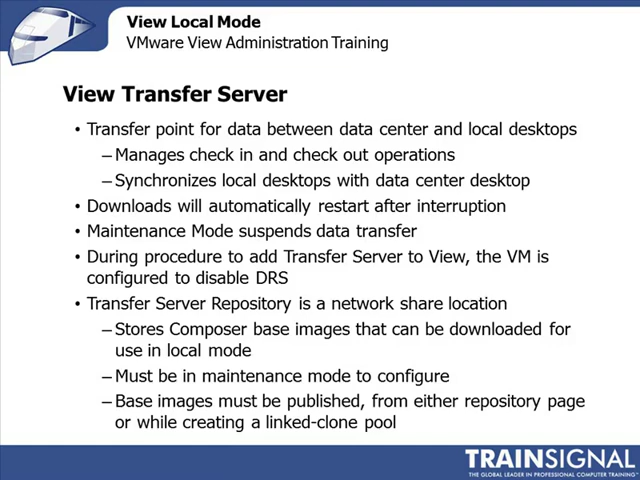 View Local Mode
VMware View Administration Training
View Transfer Server
• Transfer point for data between data center and local desktops
– Manages check in and check out operations
– Synchronizes local desktops with data center desktop
• Downloads will automatically restart after interruption
• Maintenance Mode suspends data transfer
• During procedure to add Transfer Server to View, the VM is
configured to disable DRS
• Transfer Server Repository is a network share location
– Stores Composer base images that can be downloaded for
use in local mode
– Must be in maintenance mode to configure
– Base images must be published, from either repository page
or while creating a linked-clone pool
TRAINSIGNAL
THE GLOBAL LEADER IN PROFESSIONAL COMPUTER TRAINING